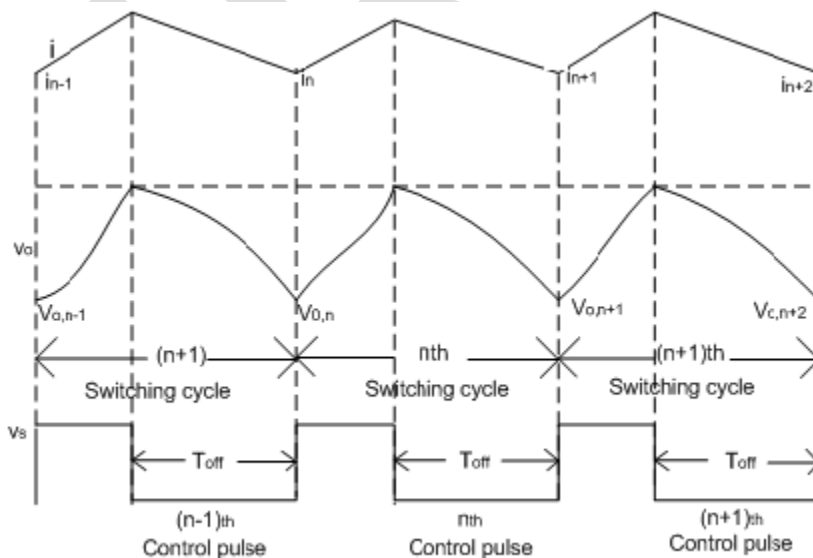 i
in-1
in
in+1
in+2
vo
Vo,n-1
V0,n
Vo,n+1
Vc,n+2
(n+1)
nth
(n+1)th
Switching cycle
Switching cycle
Switching cycle
vs
Toff
Toff
Toff
(n-1)th
nth
(n+1)th
Control pulse
Control pulse
Control pulse